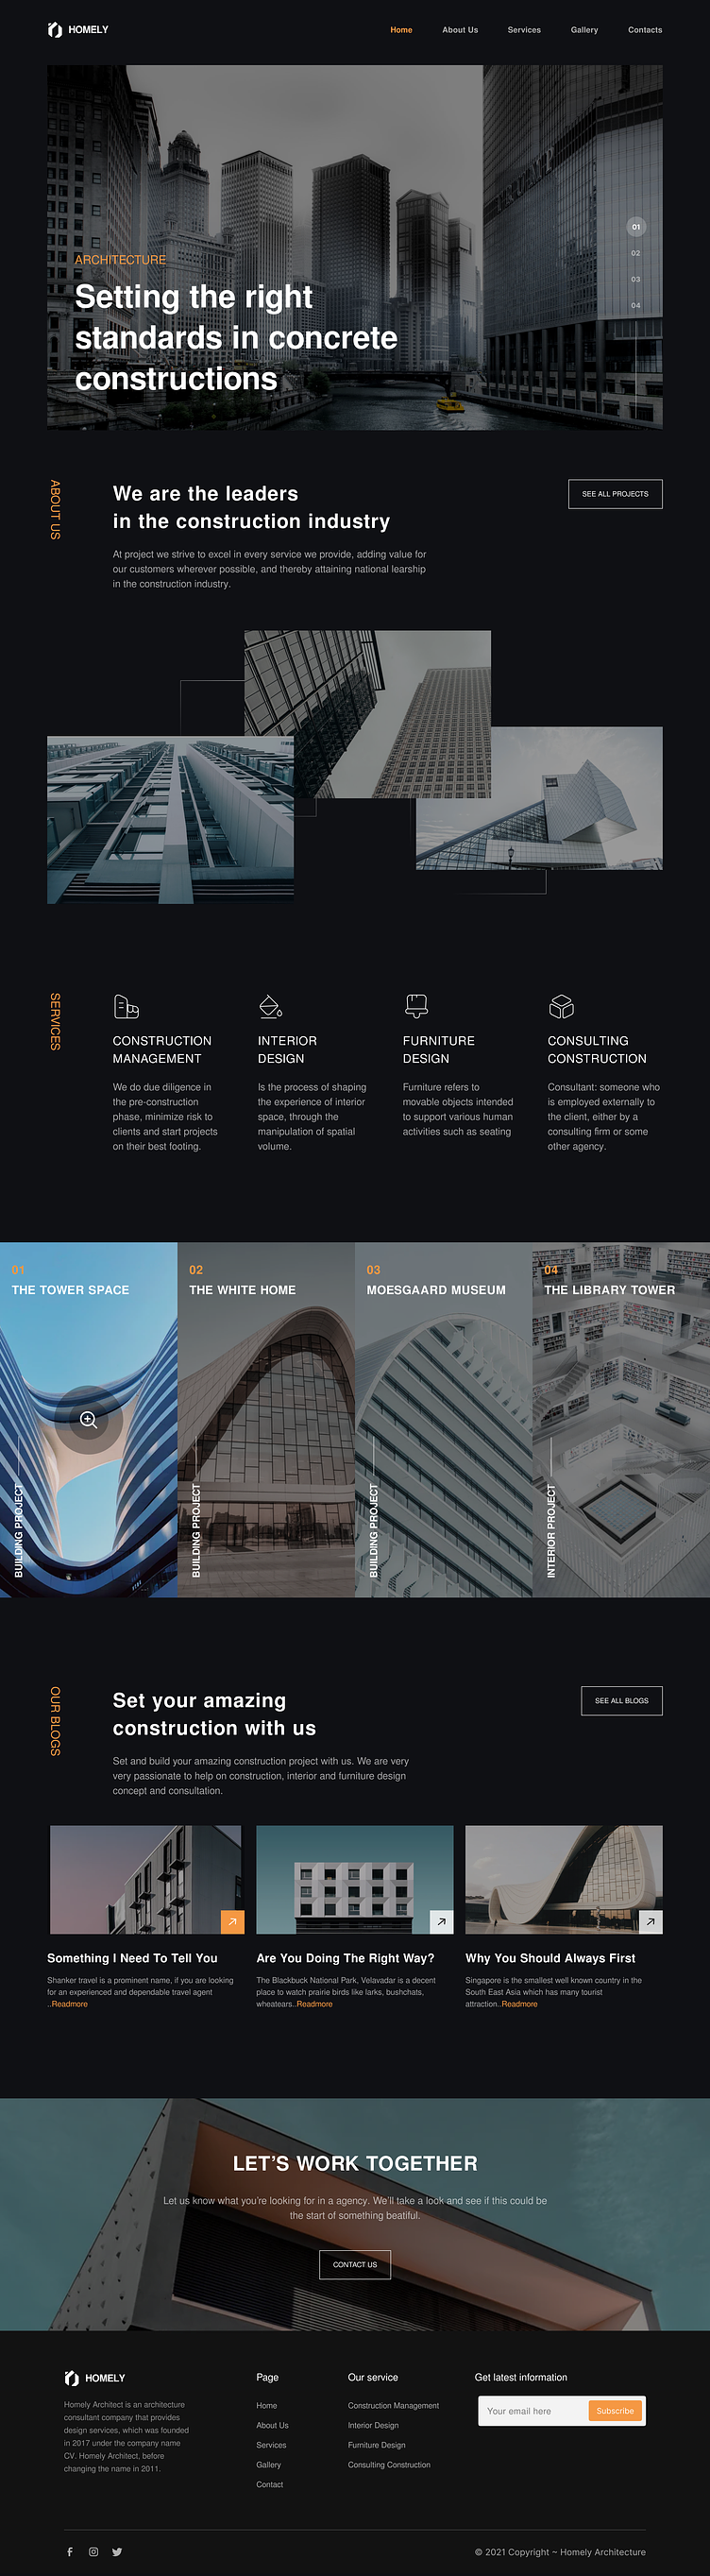 HOMELY
Home About Us Services Gallery Contacts
ARCHITECTURE
Setting the right
standards in concrete
constructions
01
02
03
04
ABOUT US
We are the leaders
in the construction industry
SEE ALL PROJECTS
At project we strive to excel in every service we provide, adding value for
our customers wherever possible, and thereby attaining national learship
in the construction industry.
SERVICES
CONSTRUCTION
MANAGEMENT
We do due diligence in
the pre-construction
phase, minimize risk to
clients and start projects
on their best footing.
INTERIOR
DESIGN
Is the process of shaping
the experience of interior
space, through the
manipulation of spatial
volume.
FURNITURE
DESIGN
Furniture refers to
movable objects intended
to support various human
activities such as seating
CONSULTING
CONSTRUCTION
Consultant: someone who
is employed externally to
the client, either by a
consulting firm or some
other agency.
01
THE TOWER SPACE
BUILDING PROJECT
02
THE WHITE HOME
BUILDING PROJECT
03
MOESGAARD MUSEUM
BUILDING PROJECT
04
THE LIBRARY TOWER
INTERIOR PROJECT
OUR BLOGS
Set your amazing
construction with us
SEE ALL BLOGS
Set and build your amazing construction project with us. We are very
very passionate to help on construction, interior and furniture design
concept and consultation.
Something I Need To Tell You
Shanker travel is a prominent name, if you are looking
for an experienced and dependable travel agent
..Readmore
Are You Doing The Right Way?
The Blackbuck National Park, Velavadar is a decent
place to watch prairie birds like larks, bushchats,
wheatears..Readmore
Why You Should Always First
Singapore is the smallest well known country in the
South East Asia which has many tourist
attraction..Readmore
LET'S WORK TOGETHER
Let us know what you're looking for in a agency. We'll take a look and see if this could be
the start of something beatiful.
CONTACT US
HOMELY
Homely Architect is an architecture
consultant company that provides
design services, which was founded
in 2017 under the company name
CV. Homely Architect, before
changing the name in 2011.
Page
Home
About Us
Services
Gallery
Contact
Our service
Construction Management
Interior Design
Furniture Design
Consulting Construction
Get latest information
Your email here
Subscribe
© 2021 Copyright ~ Homely Architecture